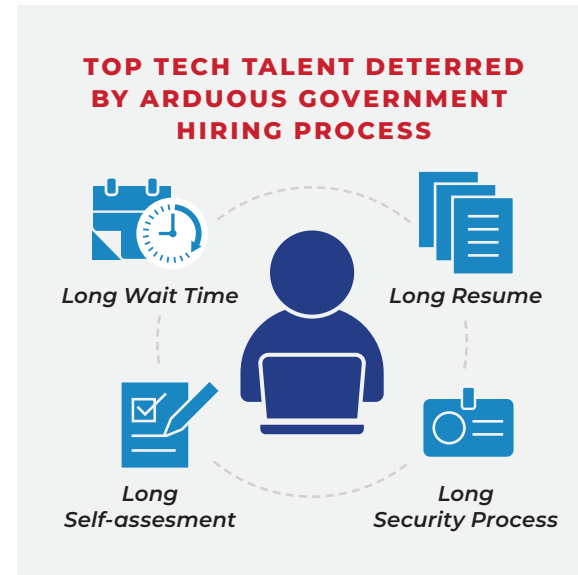 TOP TECH TALENT DETERRED
BY ARDUOUS GOVERNMENT
HIRING PROCESS
Long Wait Time
Long Resume
Long
Self-assesment
Long
Security Process